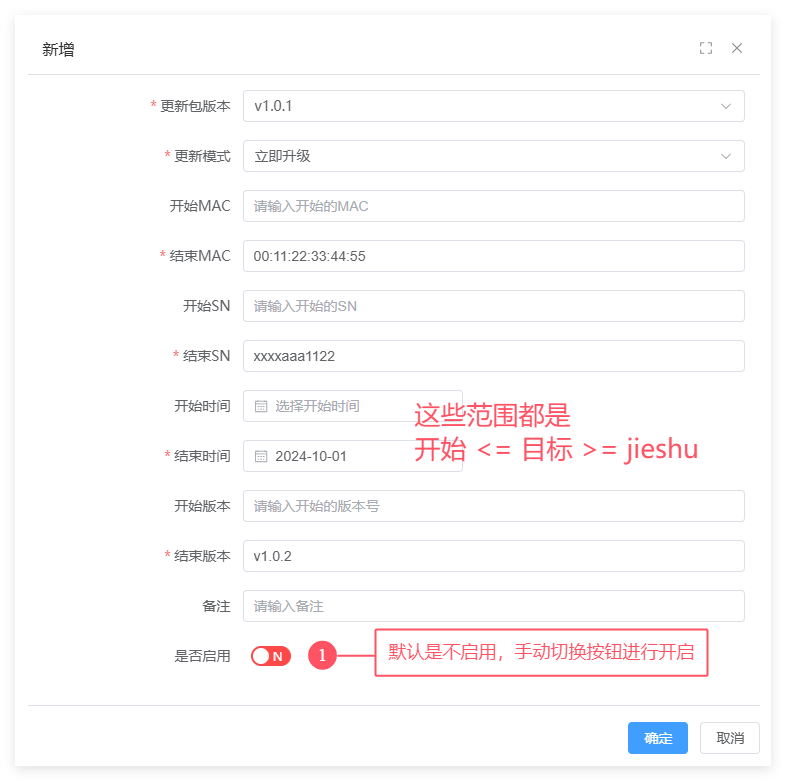 新增
* 更新包版本 v1.0.1
* 更新模式 立即升级
开始MAC 请输入开始的MAC
* 结束MAC 00:11:22:33:44:55
开始SN 请输入开始的SN
* 结束SN xxxxaaa1122
开始时间 选择开始时间
这些范围都是
开始 <= 目标 >= jieshu
* 结束时间 2024-10-01
开始版本 请输入开始的版本号
* 结束版本 v1.0.2
备注 请输入备注
是否启用 N 1 默认是不启用，手动切换按钮进行开启
确定 取消